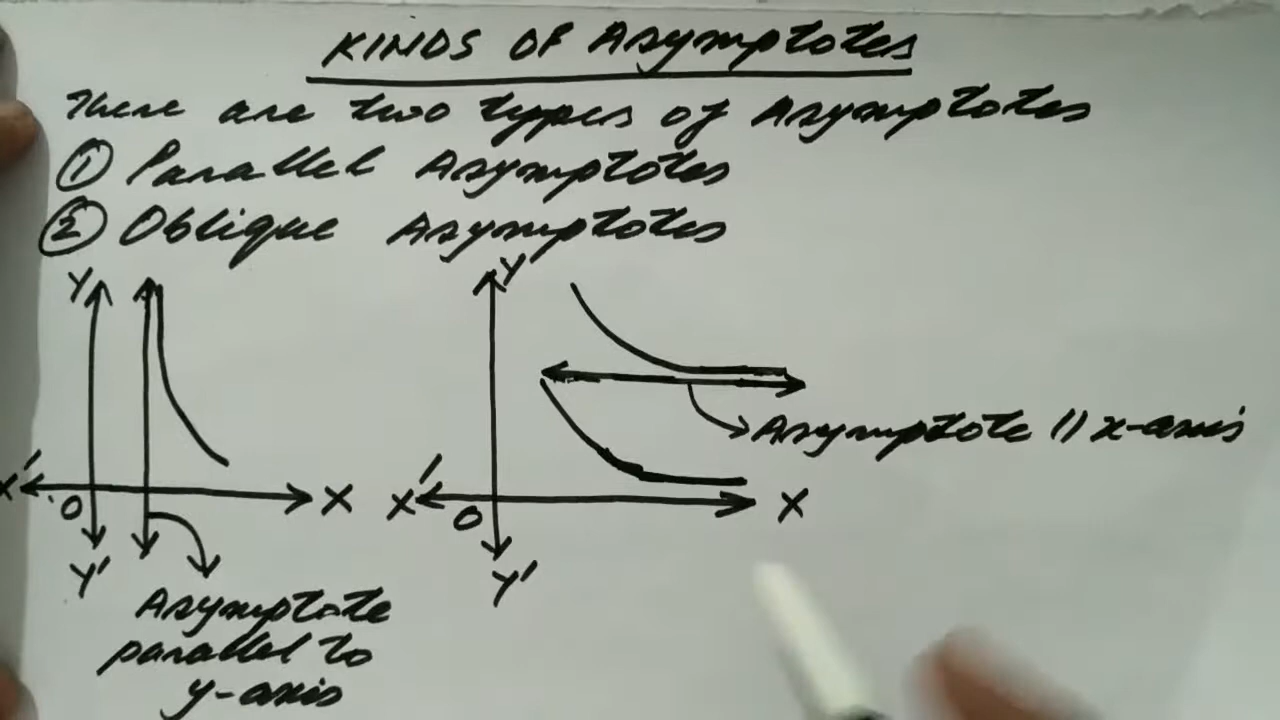 KINDS OF Asymptotes
There are two types of Asymptotes
① Parallel Asymptotes
② Oblique Asymptotes
Y
X'
O
X
Y'
Asymptote
parallel to
y-axis
Y
X'
O
X
Y'
Asymptote || x-axis